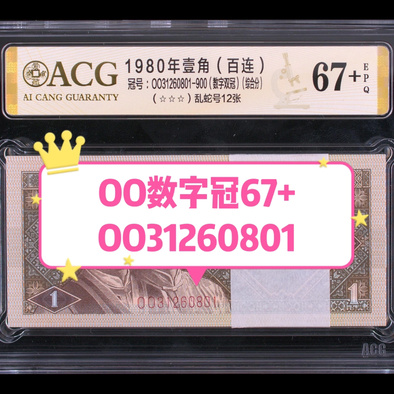 ACG
AI CANG GUARANTY
1980年壹角（百连）
冠号：OO31260801-900（数字双冠）（综合分）
（☆☆☆）乱蛇号12张
67+
EPQ
OO数字冠67+
OO31260801
OO31260801
1
1
ACG